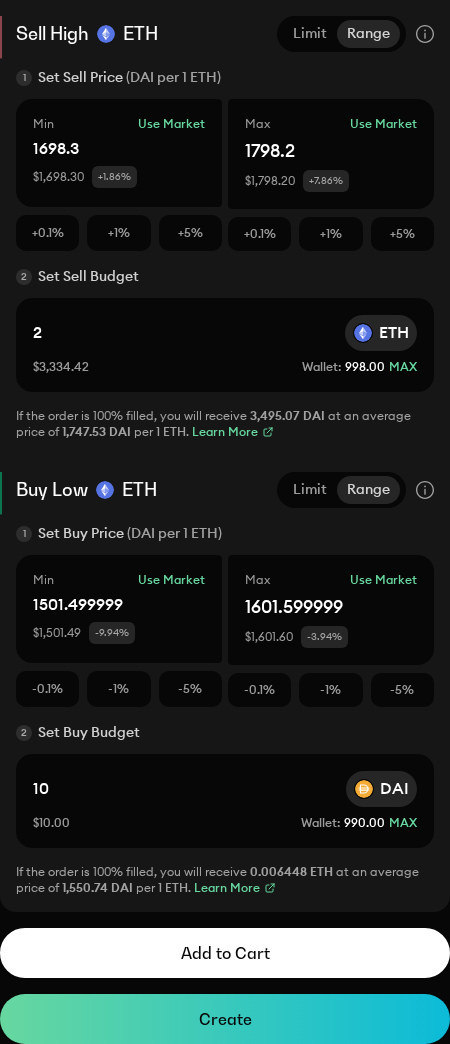 Sell High ETH Limit Range
1 Set Sell Price (DAI per 1 ETH)
Min Use Market
1698.3
$1,698.30 +1.86%
Max Use Market
1798.2
$1,798.20 +7.86%
+0.1% +1% +5% +0.1% +1% +5%
2 Set Sell Budget
2 ETH
$3,334.42 Wallet: 998.00 MAX
If the order is 100% filled, you will receive 3,495.07 DAI at an average
price of 1,747.53 DAI per 1 ETH. Learn More
Buy Low ETH Limit Range
1 Set Buy Price (DAI per 1 ETH)
Min Use Market
1501.499999
$1,501.49 -9.94%
Max Use Market
1601.599999
$1,601.60 -3.94%
-0.1% -1% -5% -0.1% -1% -5%
2 Set Buy Budget
10 DAI
$10.00 Wallet: 990.00 MAX
If the order is 100% filled, you will receive 0.006448 ETH at an average
price of 1,550.74 DAI per 1 ETH. Learn More
Add to Cart
Create